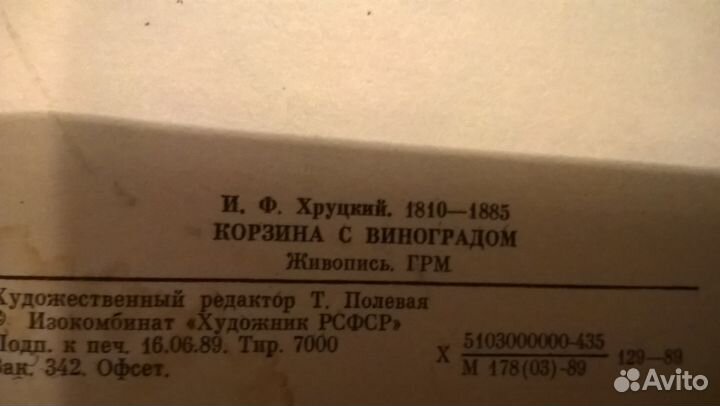 И. Ф. Хруцкий. 1810—1885
КОРЗИНА С ВИНОГРАДОМ
Живопись. ГРМ
Художественный редактор Т. Полевая
© Изокомбинат «Художник РСФСР»
Подп. к печ. 16.06.89. Тир. 7000
Зак. 342. Офсет.
X 5103000000-435 / М 178(03)-89 129—89
Avito